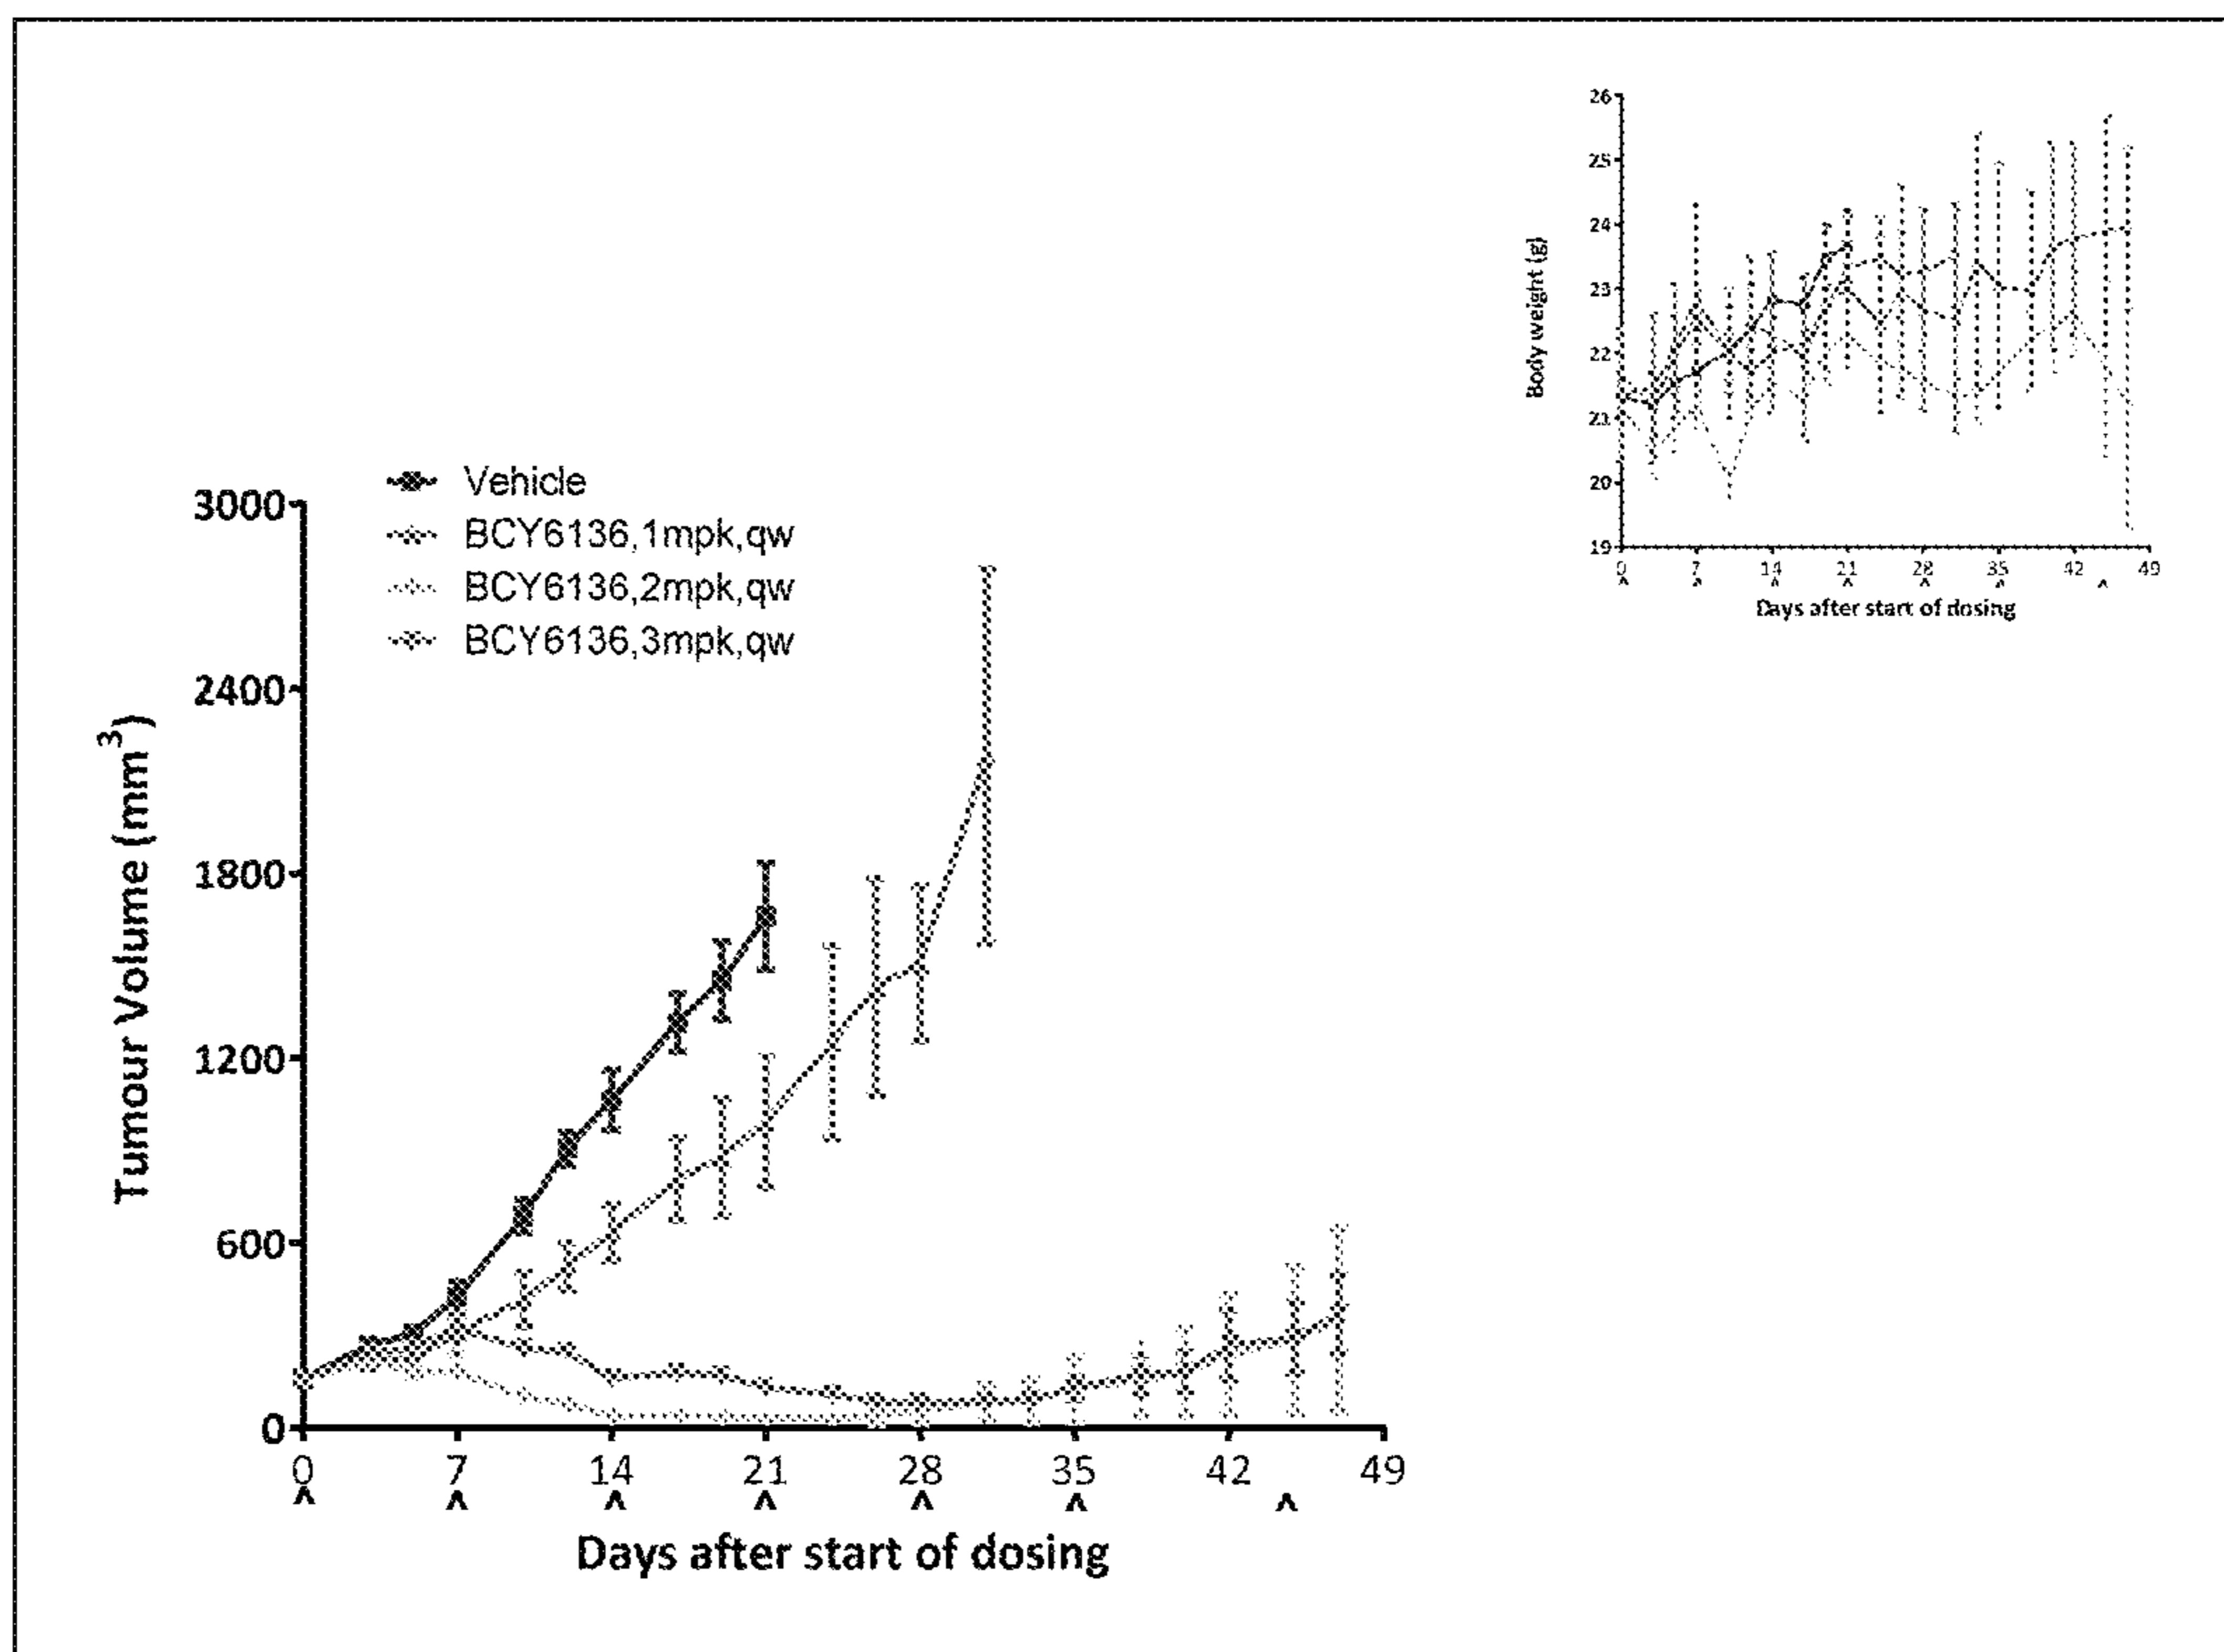 Vehicle
BCY6136,1mpk,qw
BCY6136,2mpk,qw
BCY6136,3mpk,qw
Tumour Volume (mm³)
3000
2400
1800
1200
600
0
0 7 14 21 28 35 42 49
^ ^ ^ ^ ^ ^ ^
Days after start of dosing
Body weight (g)
26
25
24
23
22
21
20
19
0 7 14 21 28 35 42 49
^ ^ ^ ^ ^ ^ ^
Days after start of dosing